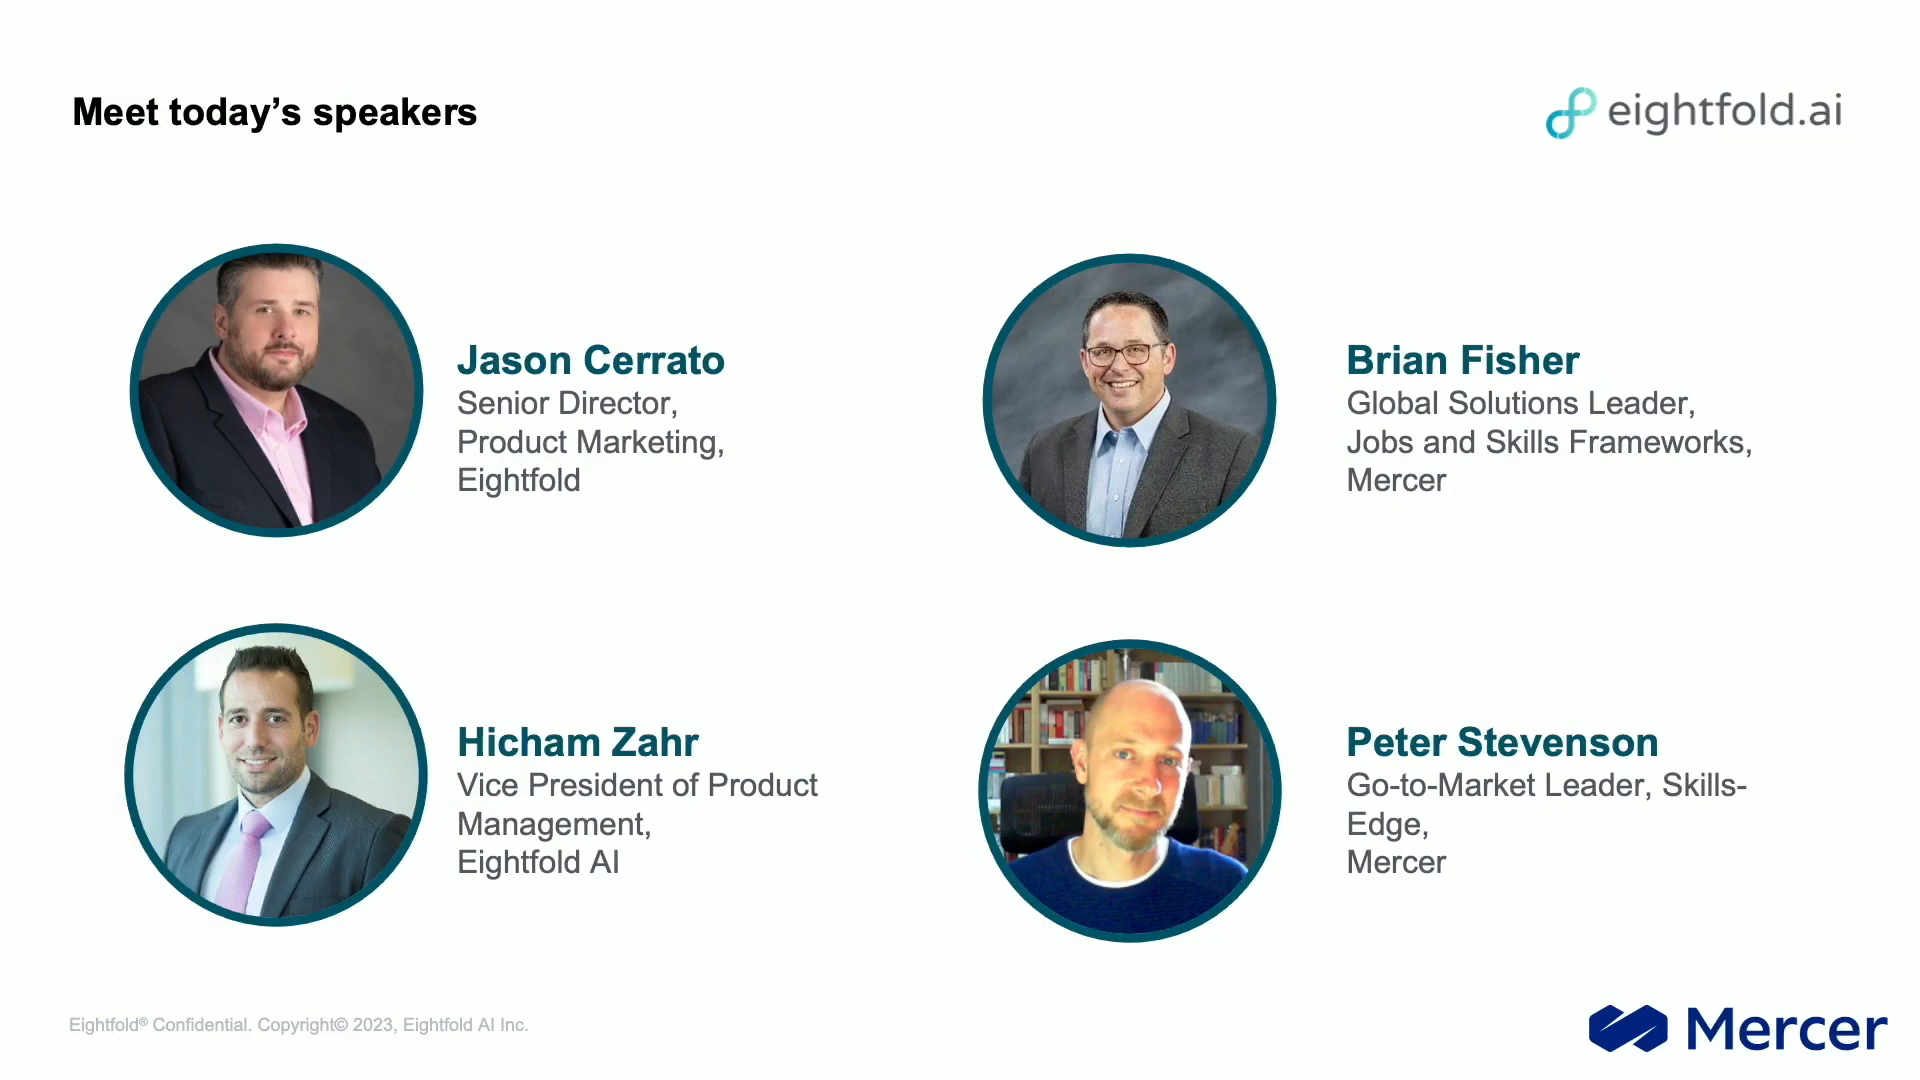 Meet today’s speakers
eightfold.ai
Jason Cerrato
Senior Director,
Product Marketing,
Eightfold
Brian Fisher
Global Solutions Leader,
Jobs and Skills Frameworks,
Mercer
Hicham Zahr
Vice President of Product
Management,
Eightfold AI
Peter Stevenson
Go-to-Market Leader, Skills-
Edge,
Mercer
Eightfold® Confidential. Copyright© 2023, Eightfold AI Inc.
Mercer